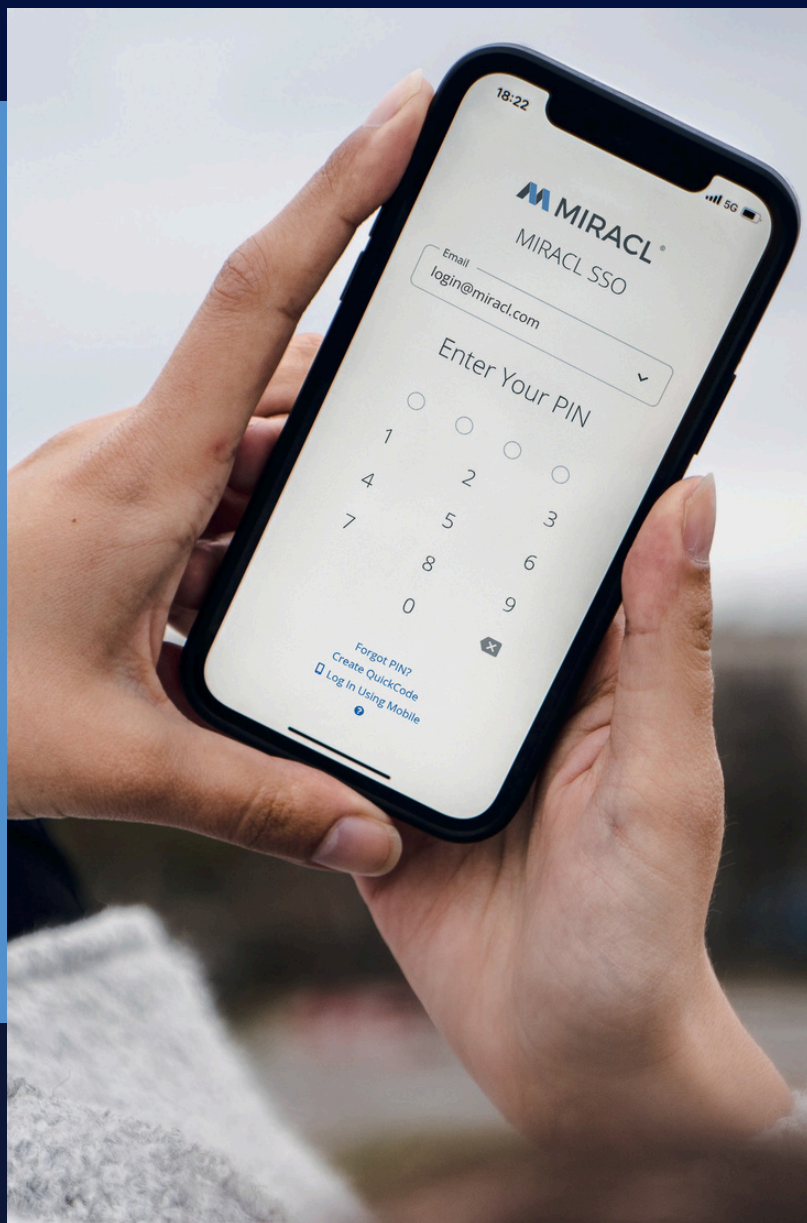 18:22
5G
MIRACL®
MIRACL SSO
Email
login@miracl.com
Enter Your PIN
1 2 3
4 5 6
7 8 9
0
Forgot PIN?
Create QuickCode
Log In Using Mobile
?